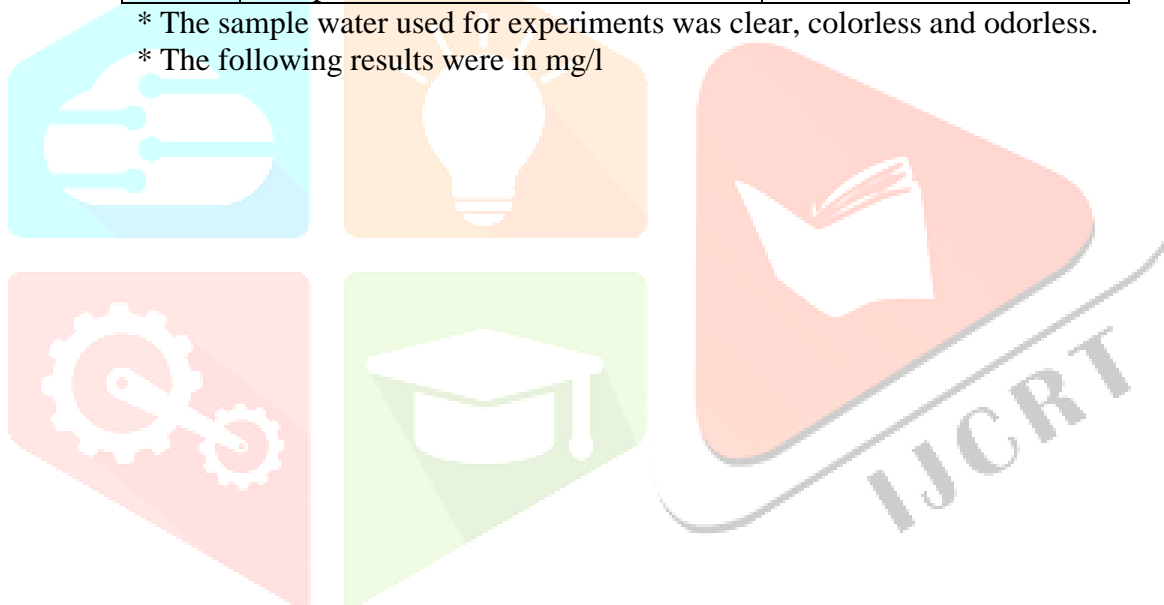 * The sample water used for experiments was clear, colorless and odorless.
* The following results were in mg/l
IJCRT